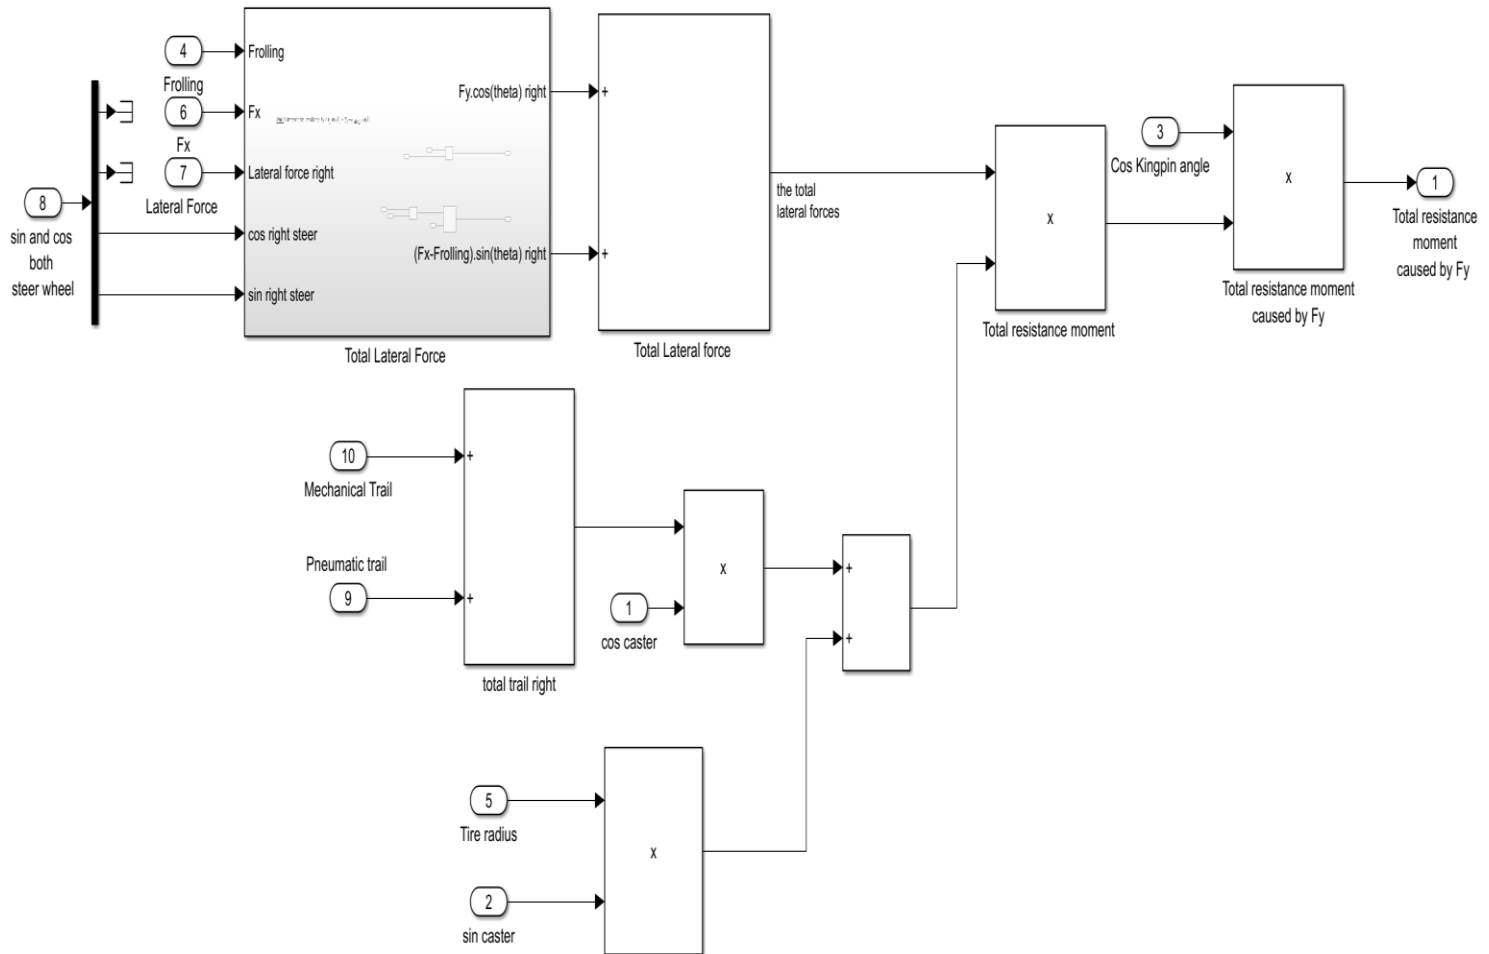 4
Frolling
6
Fx
7
Lateral Force
8
sin and cos
both
steer wheel
Frolling
Fx
Lateral force right
cos right steer
sin right steer
Fy.cos(theta) right
(Fx-Frolling).sin(theta) right
Total Lateral Force
+
+
Total Lateral force
the total
lateral forces
x
Total resistance moment
3
Cos Kingpin angle
x
Total resistance moment
caused by Fy
1
Total resistance
moment
caused by Fy
10
Mechanical Trail
Pneumatic trail
9
+
+
total trail right
1
cos caster
x
+
+
5
Tire radius
2
sin caster
x